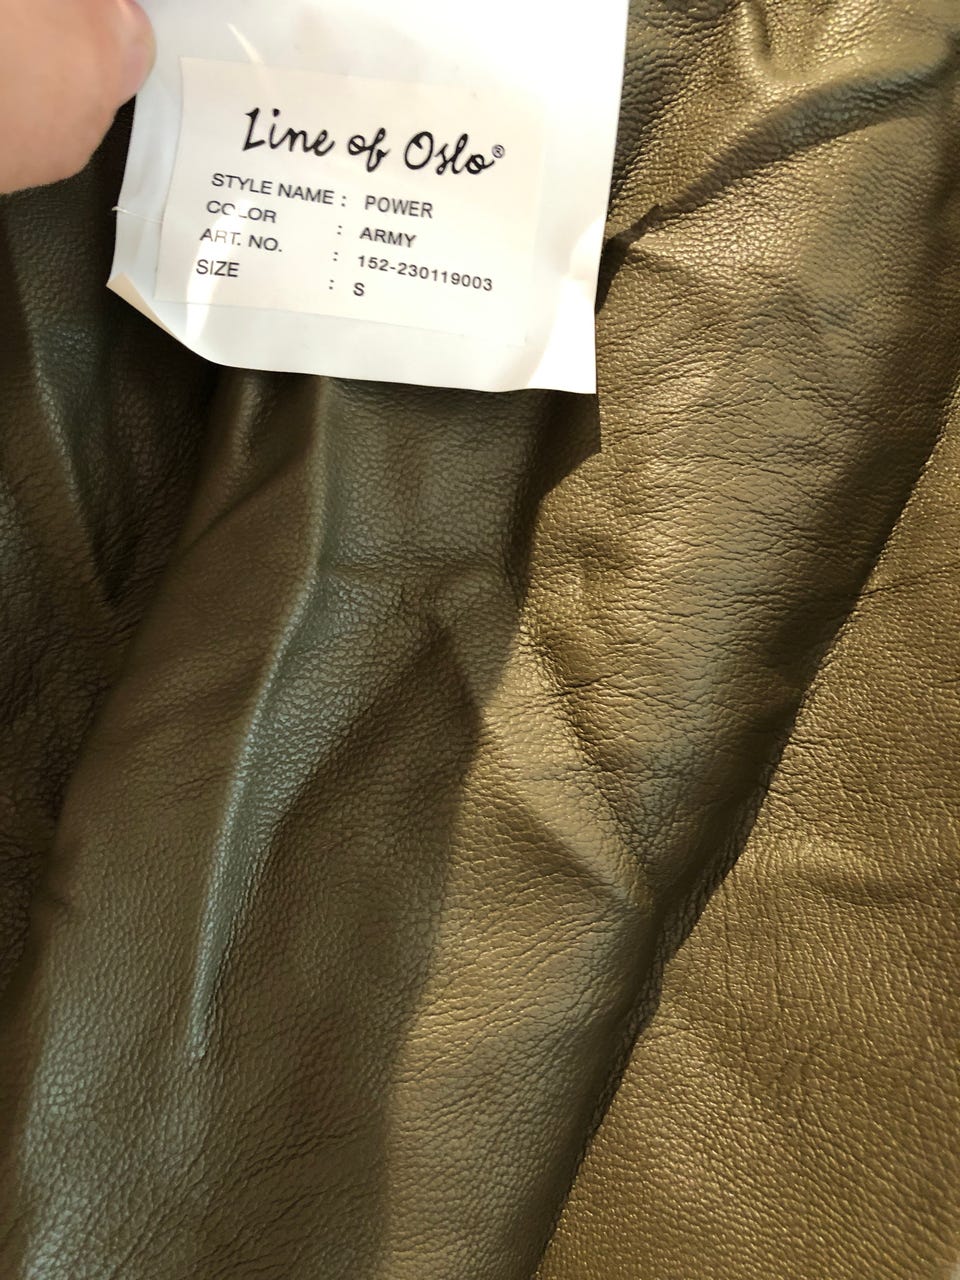 Line of Oslo®
STYLE NAME : POWER
COLOR : ARMY
ART. NO. : 152-230119003
SIZE : S